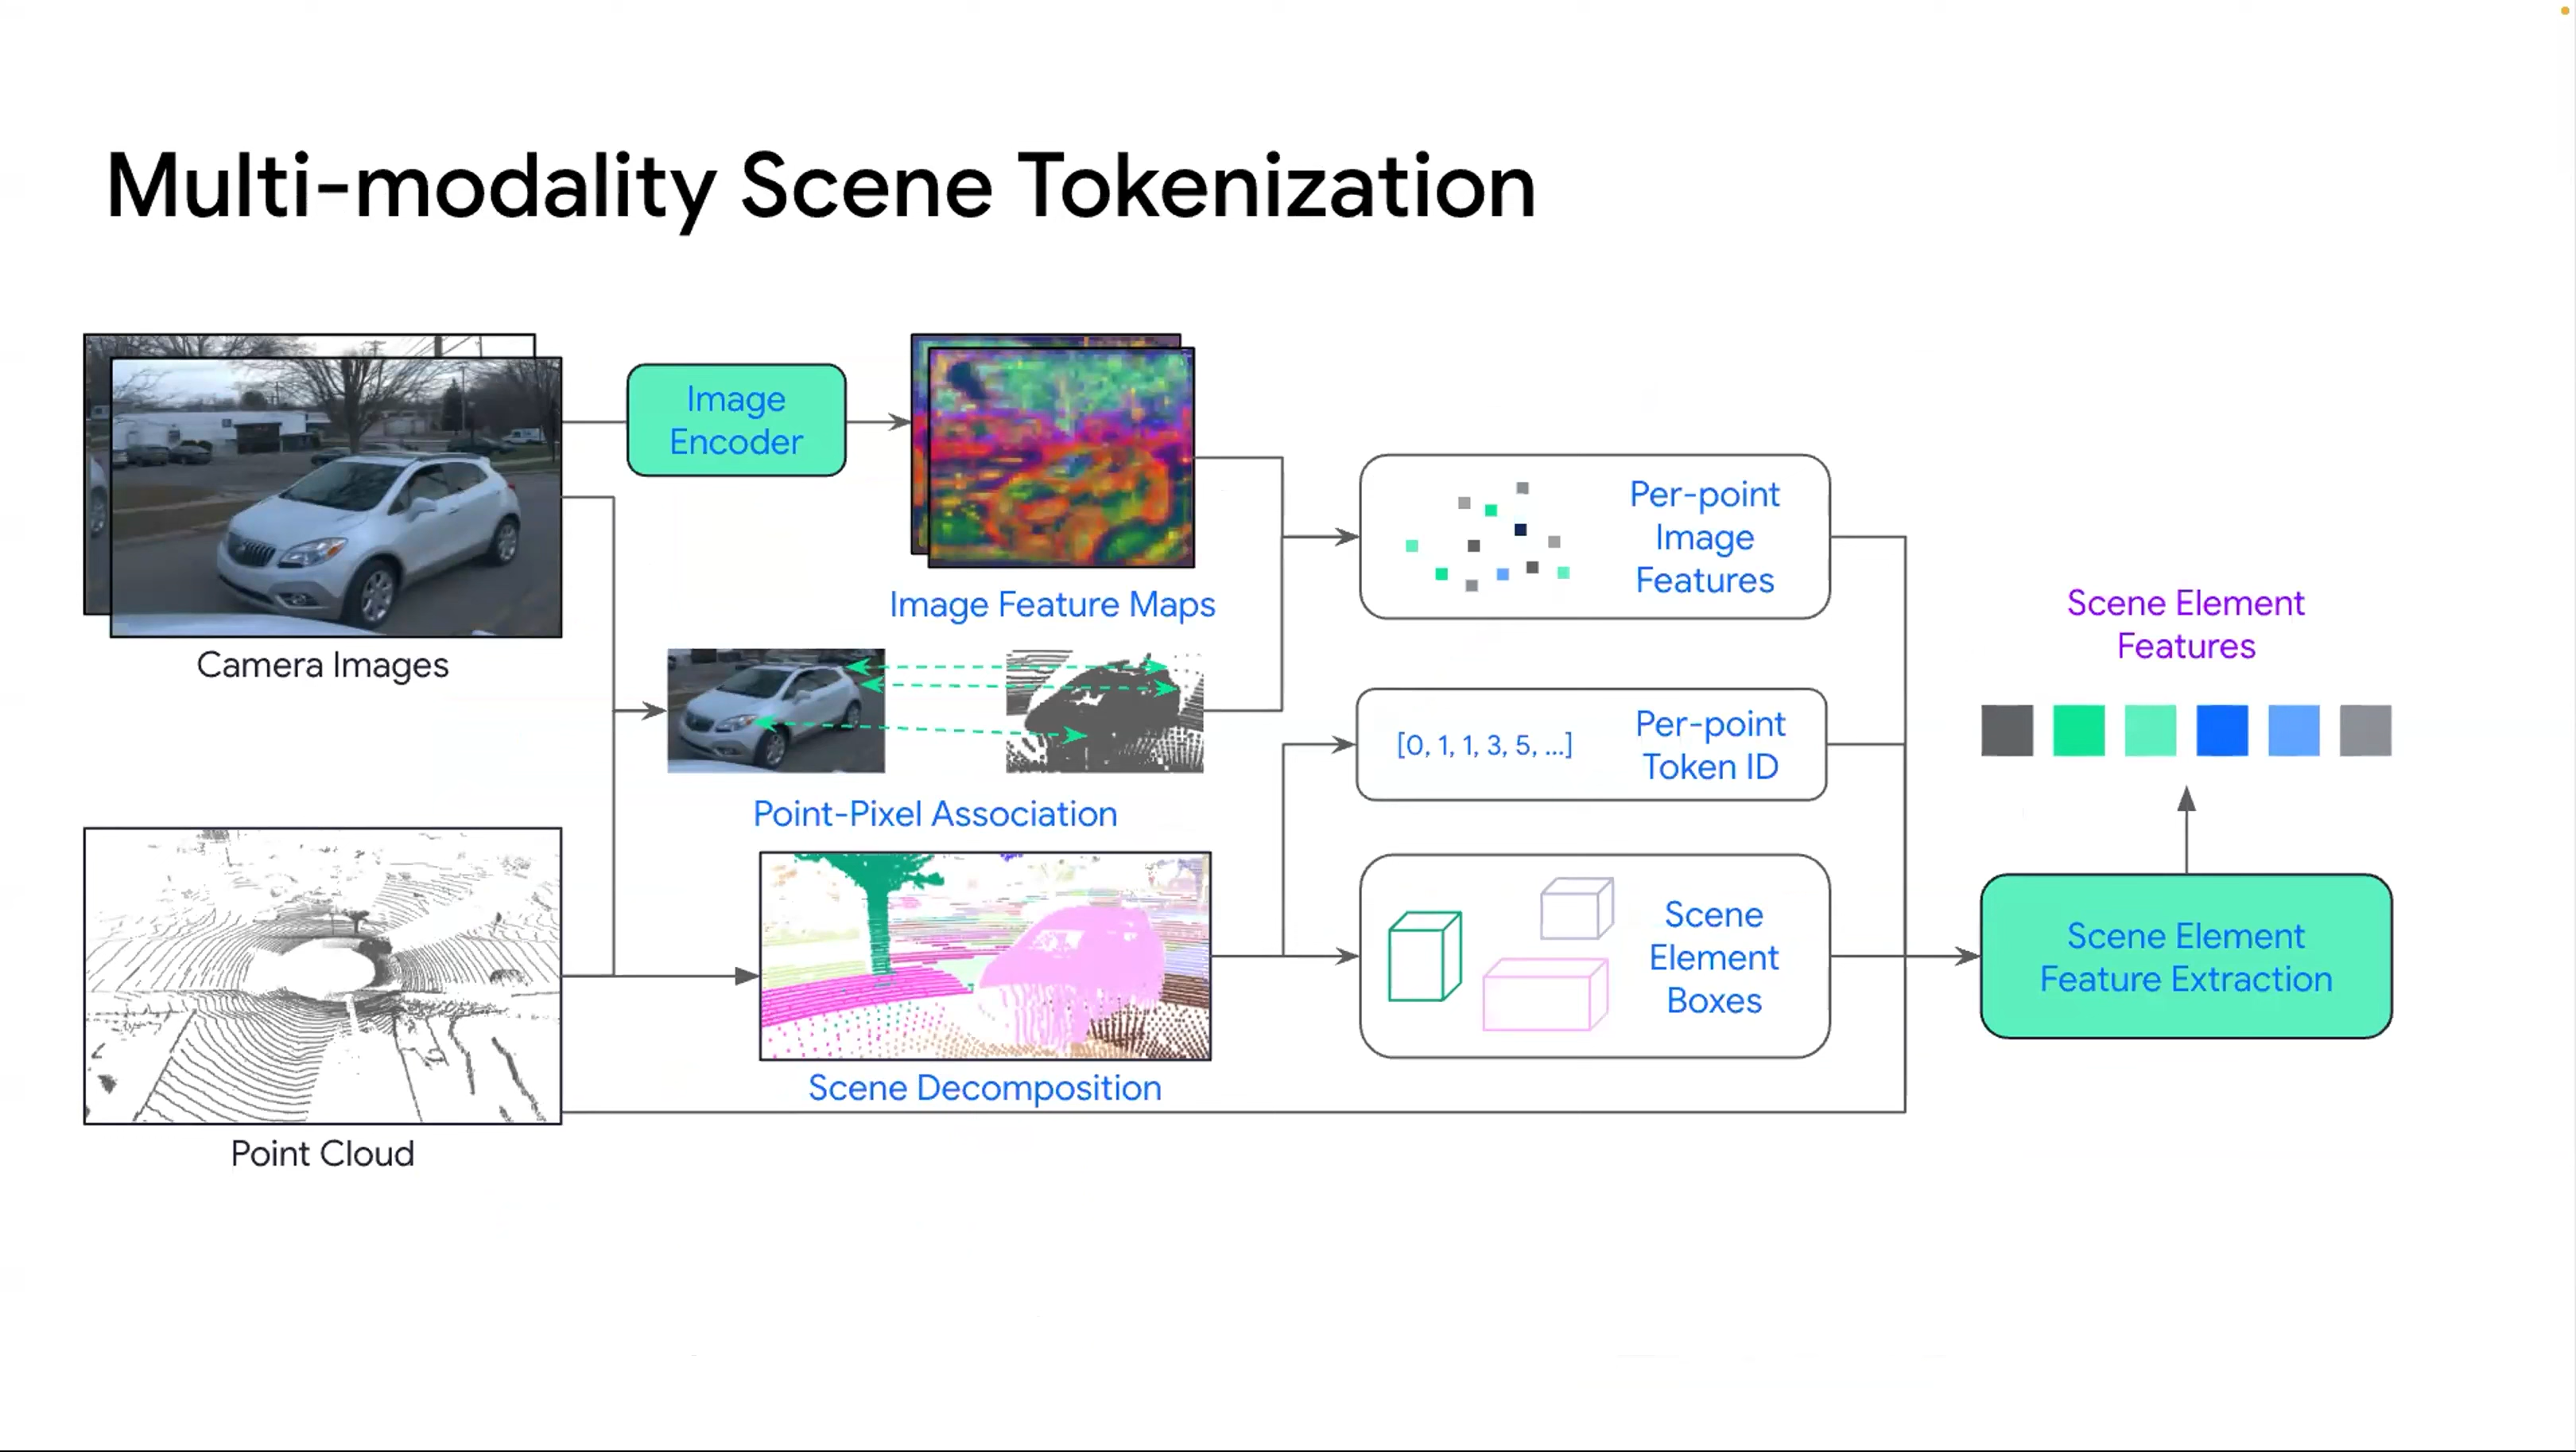 Multi-modality Scene Tokenization
Image
Encoder
Camera Images
Image Feature Maps
Per-point
Image
Features
Point-Pixel Association
[0, 1, 1, 3, 5, ...]
Per-point
Token ID
Scene Element
Features
Point Cloud
Scene Decomposition
Scene
Element
Boxes
Scene Element
Feature Extraction